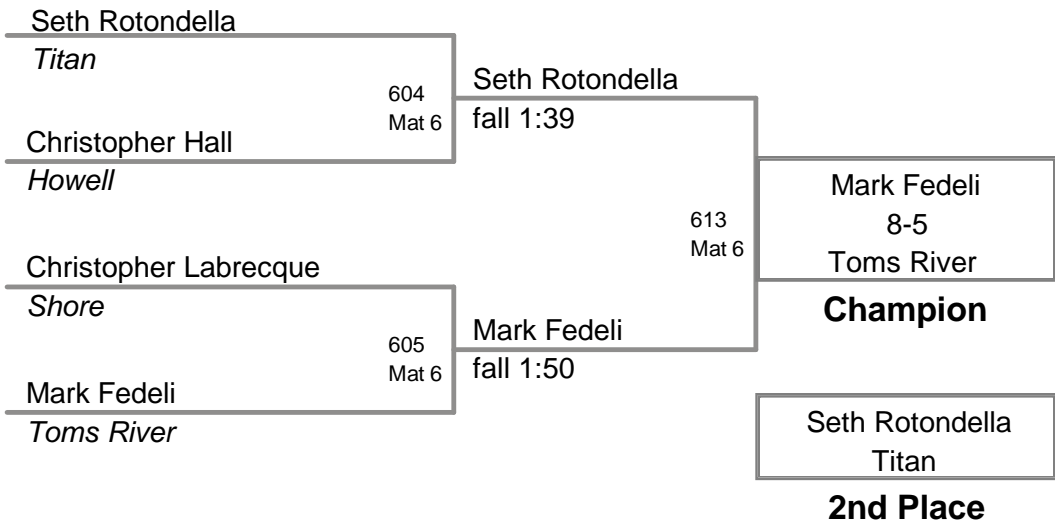 Seth Rotondella
Titan
604
Mat 6
Christopher Hall
Howell
Seth Rotondella
fall 1:39
Christopher Labrecque
Shore
605
Mat 6
Mark Fedeli
Toms River
Mark Fedeli
fall 1:50
613
Mat 6
Mark Fedeli
8-5
Toms River
Champion
Seth Rotondella
Titan
2nd Place